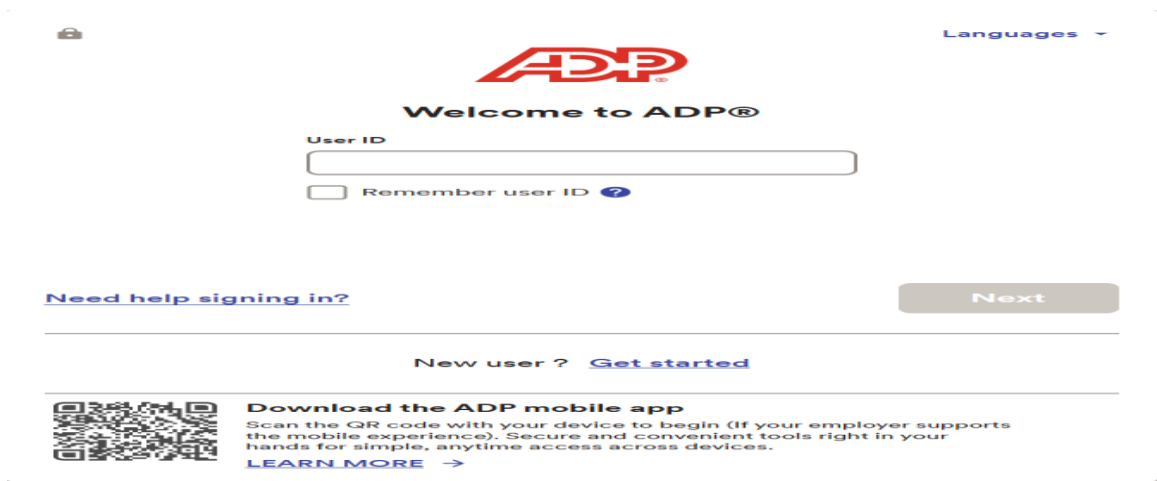 Languages
ADP
Welcome to ADP®
User ID
Remember user ID ?
Need help signing in?
Next
New user ? Get started
Download the ADP mobile app
Scan the QR code with your device to begin (If your employer supports
the mobile experience). Secure and convenient tools right in your
hands for simple, anytime access across devices.
LEARN MORE →